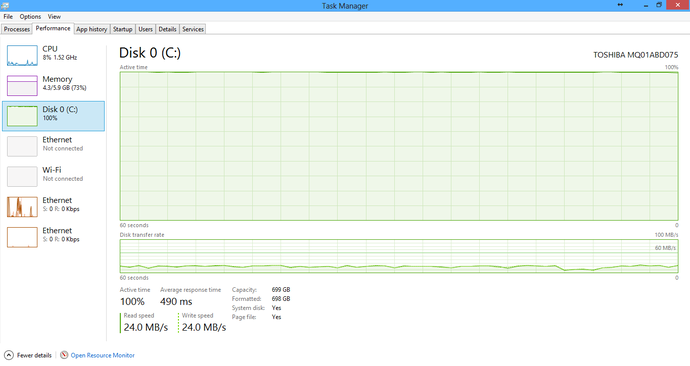 Task Manager
File Options View
Processes Performance App history Startup Users Details Services
CPU
8% 1.52 GHz
Memory
4.3/5.9 GB (73%)
Disk 0 (C:)
100%
Ethernet
Not connected
Wi-Fi
Not connected
Ethernet
S: 0 R: 0 Kbps
Ethernet
S: 0 R: 0 Kbps
Disk 0 (C:)
TOSHIBA MQ01ABD075
Active time 100%
60 seconds 0
Disk transfer rate 100 MB/s
60 MB/s
60 seconds 0
Active time Average response time
100% 490 ms
Read speed Write speed
24.0 MB/s 24.0 MB/s
Capacity: 699 GB
Formatted: 698 GB
System disk: Yes
Page file: Yes
Fewer details Open Resource Monitor